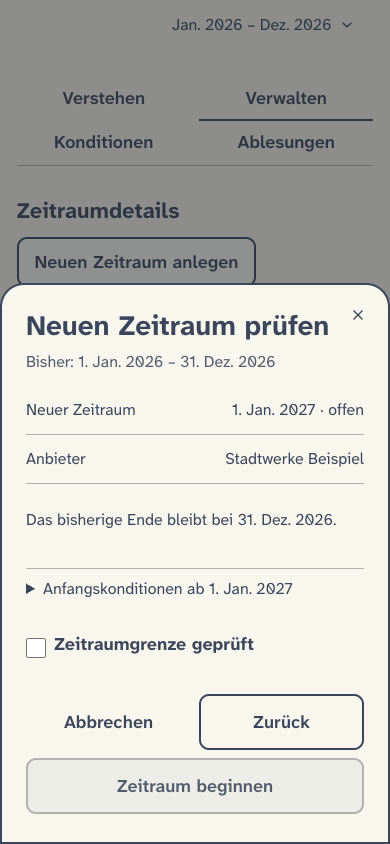 Jan. 2026 – Dez. 2026
Verstehen
Verwalten
Konditionen
Ablesungen
Zeitraumdetails
Neuen Zeitraum anlegen
Neuen Zeitraum prüfen
Bisher: 1. Jan. 2026 – 31. Dez. 2026
Neuer Zeitraum 1. Jan. 2027 · offen
Anbieter Stadtwerke Beispiel
Das bisherige Ende bleibt bei 31. Dez. 2026.
Anfangskonditionen ab 1. Jan. 2027
Zeitraumgrenze geprüft
Abbrechen
Zurück
Zeitraum beginnen